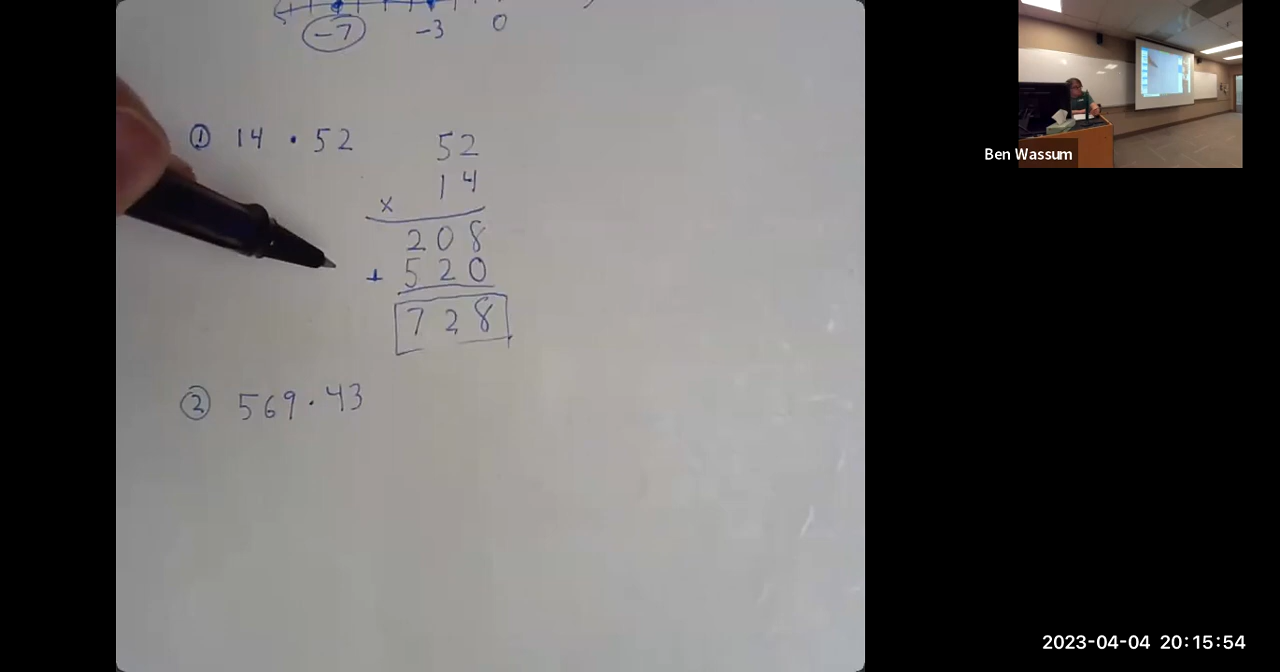 -7 -3 0
① 14 · 52
52
x 14
208
+ 520
728
② 569 · 43
Ben Wassum
2023-04-04 20:15:54